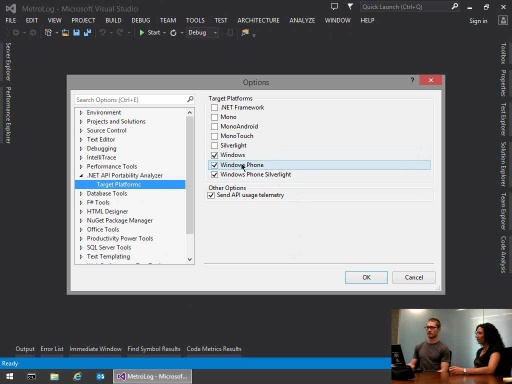 MetroLog - Microsoft Visual Studio
Quick Launch (Ctrl+Q)
FILE EDIT VIEW PROJECT BUILD DEBUG TEAM TOOLS TEST ARCHITECTURE ANALYZE WINDOW HELP
Sign in
Start
Debug
Server Explorer
Performance Explorer
Toolbox
Properties
Test Explorer
Solution Explorer
Team Explorer
Code Analysis
Options
Search Options (Ctrl+E)
Environment
Projects and Solutions
Source Control
Text Editor
Debugging
IntelliTrace
Performance Tools
.NET API Portability Analyzer
Target Platforms
Database Tools
F# Tools
HTML Designer
NuGet Package Manager
Office Tools
Productivity Power Tools
SQL Server Tools
Text Templating
Target Platforms
.NET Framework
Mono
MonoAndroid
MonoTouch
Silverlight
Windows
Windows Phone
Windows Phone Silverlight
Other Options
Send API usage telemetry
OK
Cancel
Output Error List Immediate Window Find Symbol Results Code Metrics Results
Ready
MetroLog - Microsof...